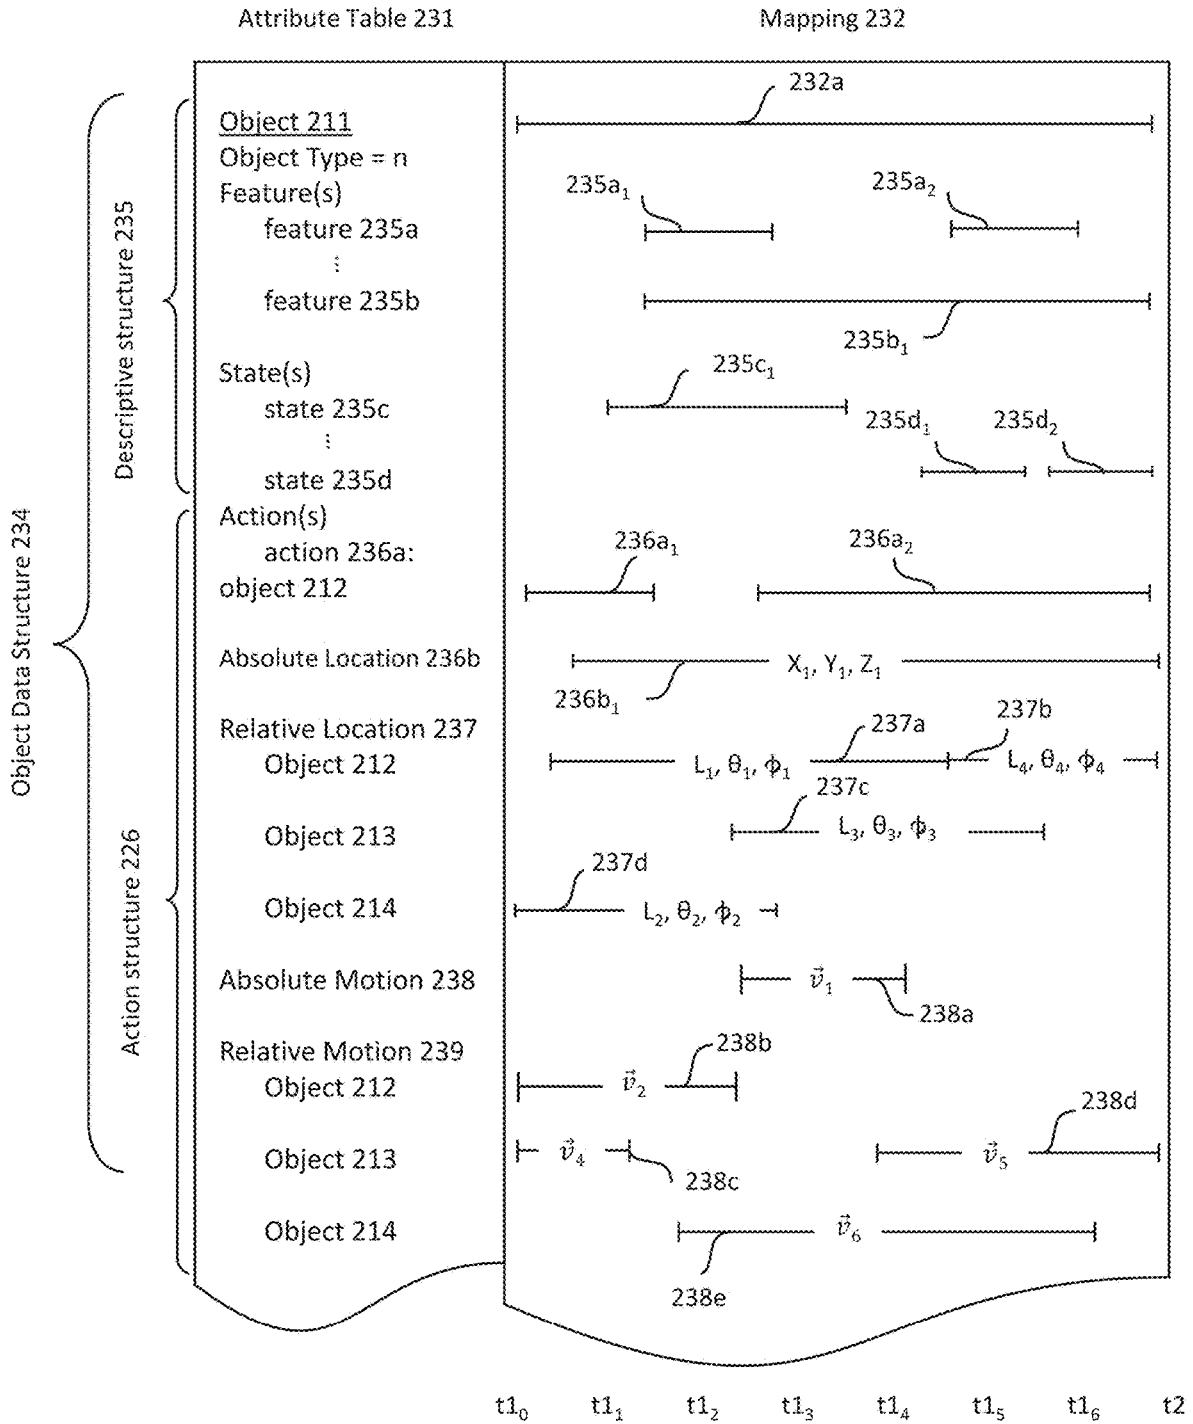 Attribute Table 231 Mapping 232
232a
Object 211
Object Type = n
Feature(s) 235a₁ 235a₂
feature 235a
⋮
feature 235b
235b₁
State(s) 235c₁
state 235c
⋮ 235d₁ 235d₂
state 235d
Action(s)
action 236a: 236a₁ 236a₂
object 212
Absolute Location 236b X₁, Y₁, Z₁
236b₁
Relative Location 237 237a 237b
Object 212 L₁, θ₁, ϕ₁ L₄, θ₄, ϕ₄
237c
Object 213 L₃, θ₃, ϕ₃
237d
Object 214 L₂, θ₂, ϕ₂
Absolute Motion 238 v⃗₁
238a
Relative Motion 239 238b
Object 212 v⃗₂
238d
Object 213 v⃗₄ v⃗₅
238c
Object 214 v⃗₆
238e
t1₀ t1₁ t1₂ t1₃ t1₄ t1₅ t1₆ t2
Object Data Structure 234
Descriptive structure 235
Action structure 226